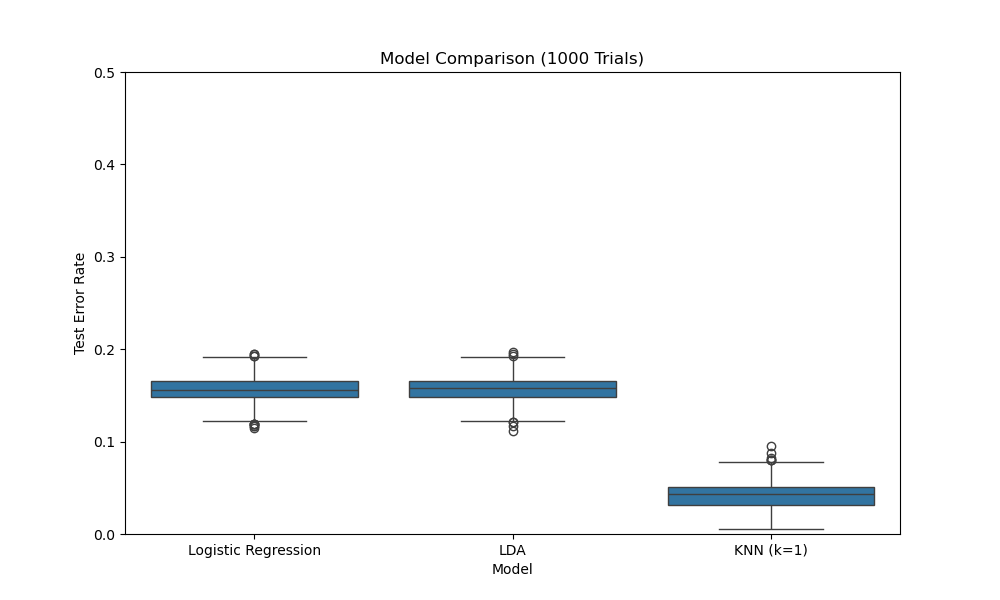 Model Comparison (1000 Trials)
0.5
0.4
0.3
0.2
0.1
0.0
Test Error Rate
Logistic Regression
LDA
KNN (k=1)
Model